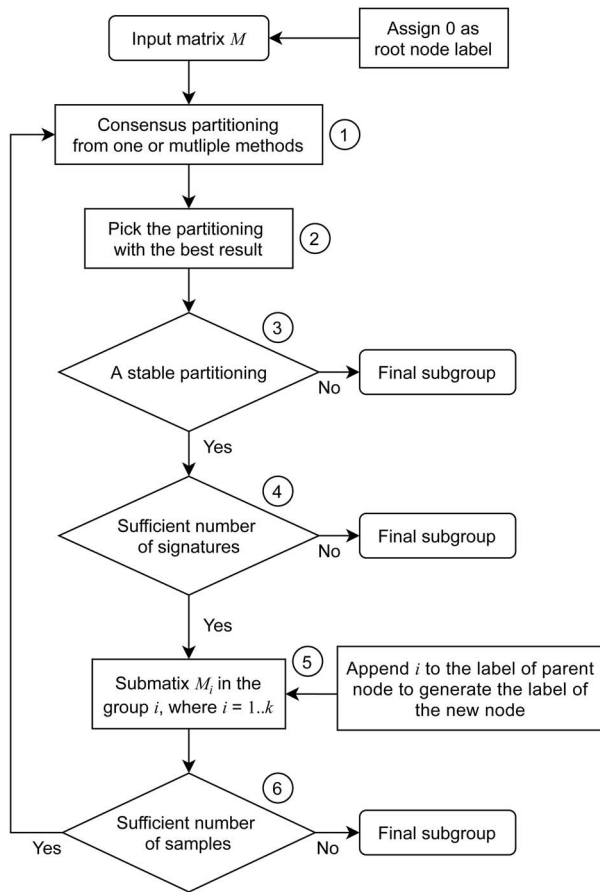 Input matrix M
Assign 0 as
root node label
Consensus partitioning
from one or mutliple methods
1
Pick the partitioning
with the best result
2
3
A stable partitioning
No
Final subgroup
Yes
4
Sufficient number
of signatures
No
Final subgroup
Yes
5
Submatix Mi in the
group i, where i = 1..k
Append i to the label of parent
node to generate the label of
the new node
6
Sufficient number
of samples
Yes
No
Final subgroup